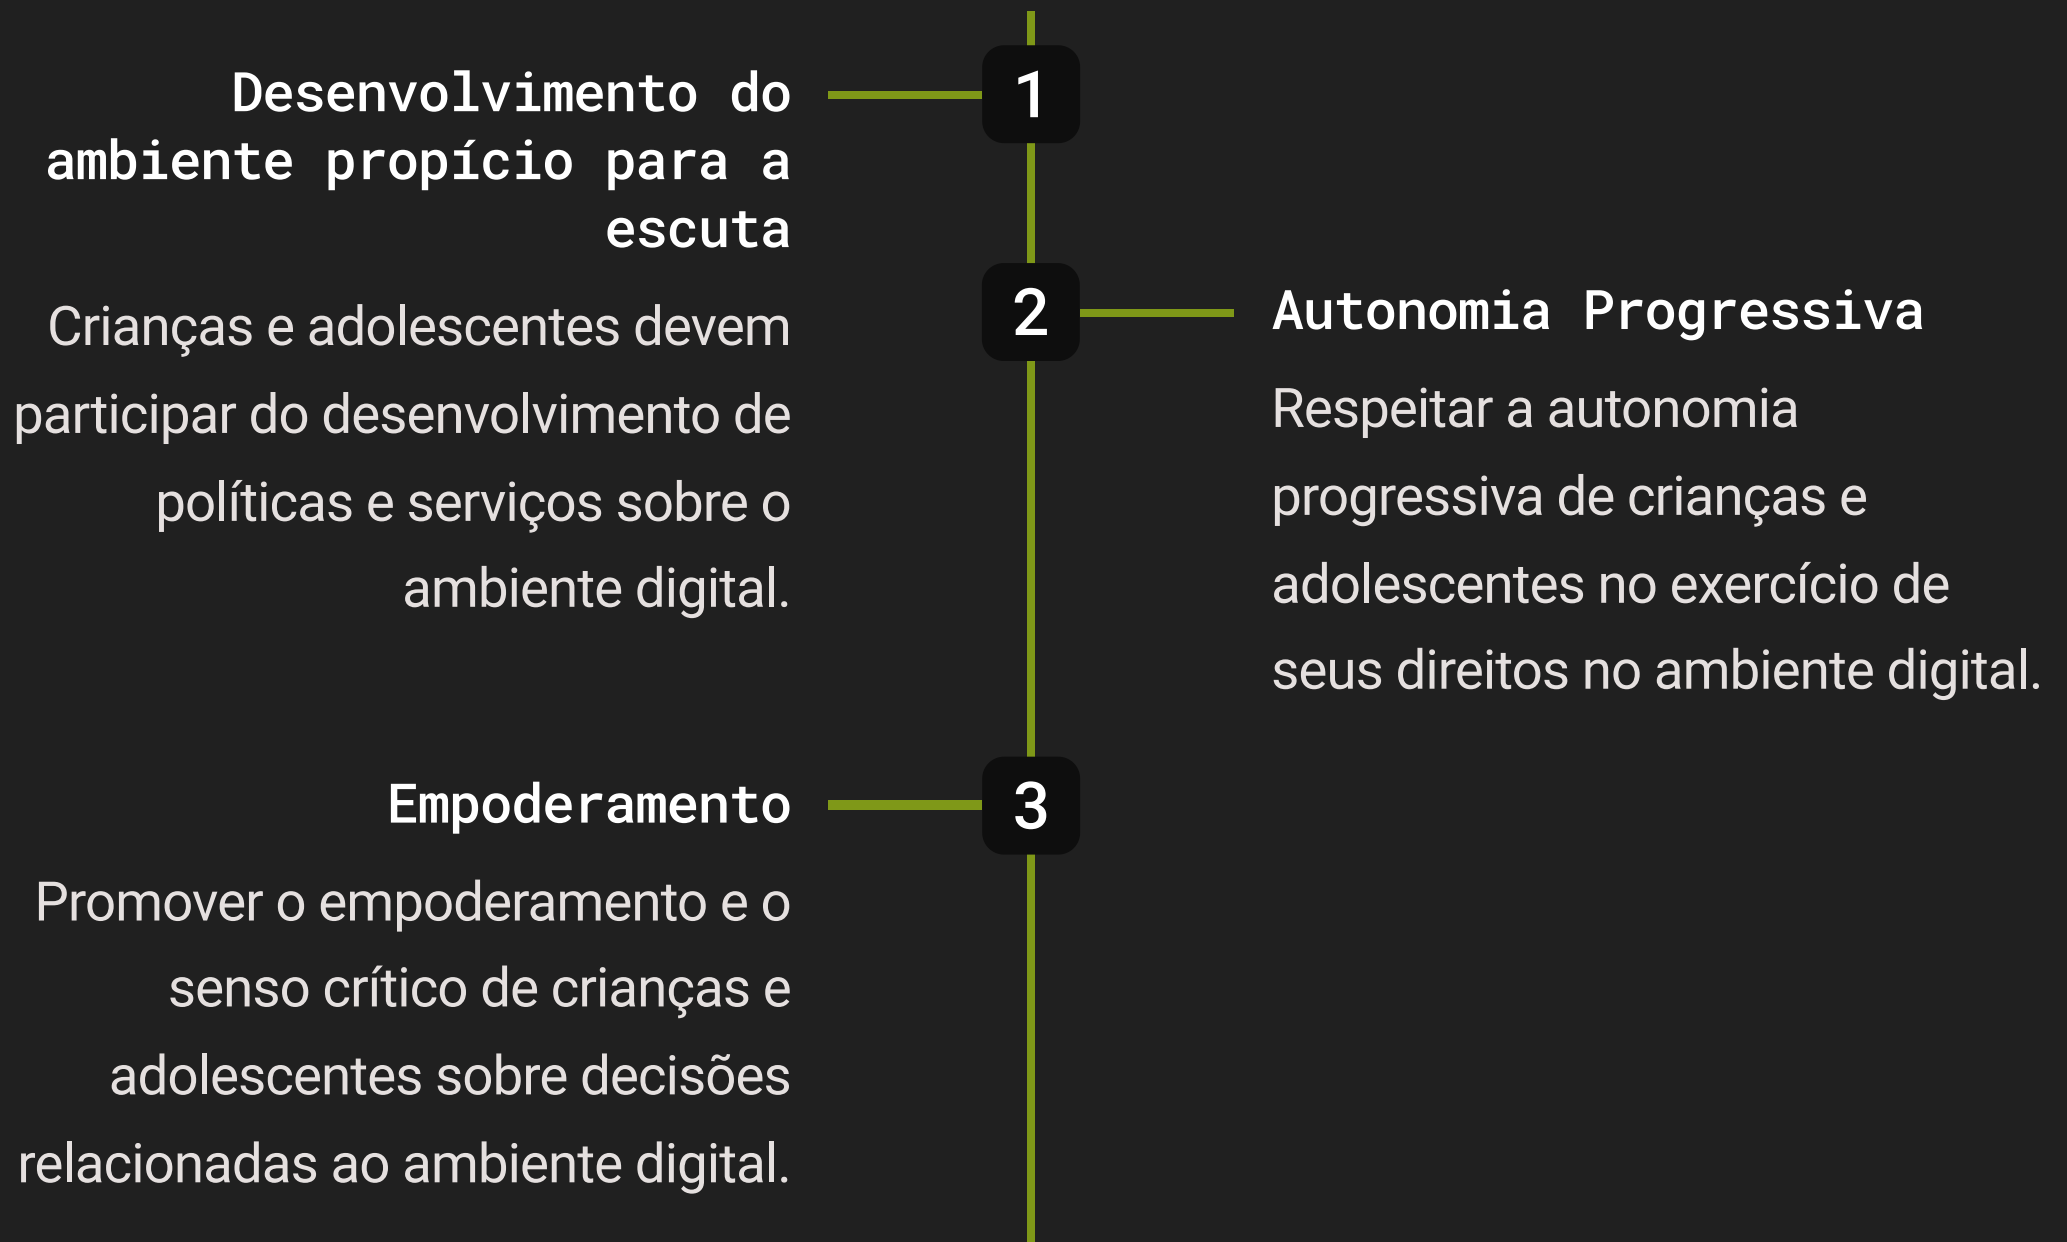 1
Desenvolvimento do
ambiente propício para a
escuta
Crianças e adolescentes devem
participar do desenvolvimento de
políticas e serviços sobre o
ambiente digital.
2
Autonomia Progressiva
Respeitar a autonomia
progressiva de crianças e
adolescentes no exercício de
seus direitos no ambiente digital.
3
Empoderamento
Promover o empoderamento e o
senso crítico de crianças e
adolescentes sobre decisões
relacionadas ao ambiente digital.